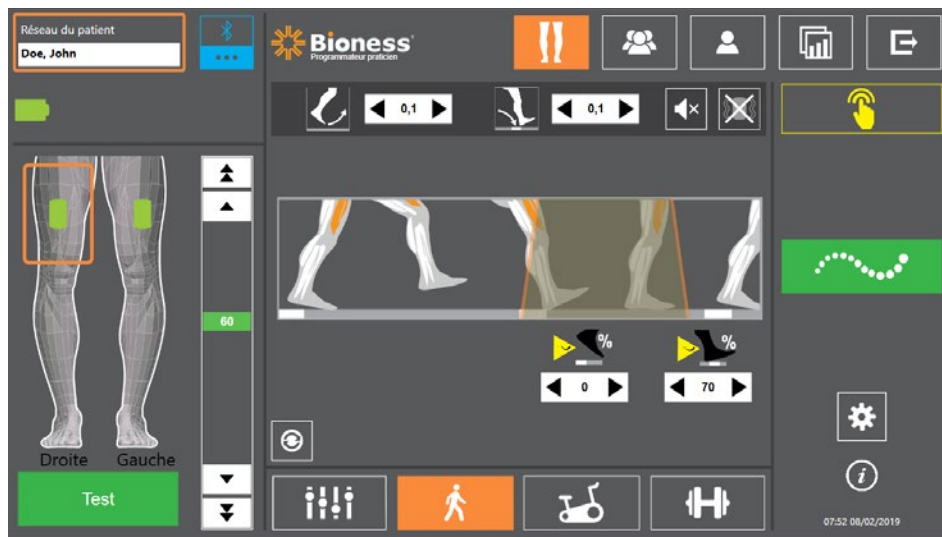 Réseau du patient
Doe, John
Bioness
Programmateur praticien
0,1
0,1
60
%
%
0
70
Droite
Gauche
Test
i
07:52 08/02/2019